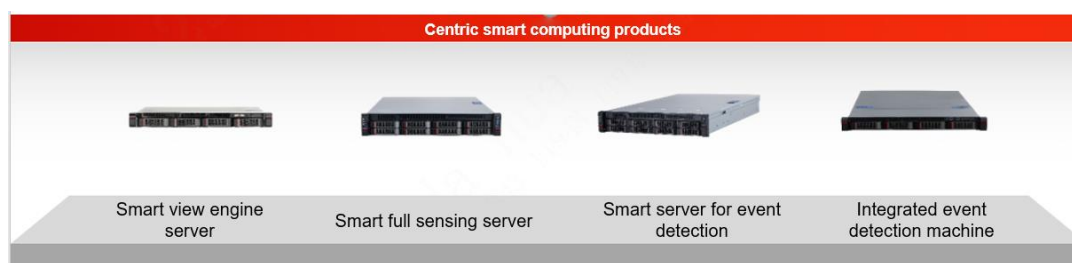 Centric smart computing products
Smart view engine
server
Smart full sensing server
Smart server for event
detection
Integrated event
detection machine